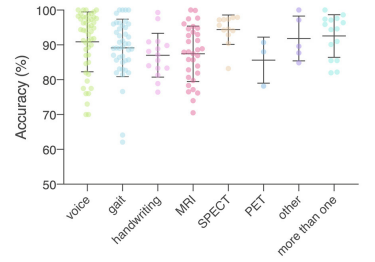 Accuracy (%)
100
90
80
70
60
50
voice
gait
handwriting
MRI
SPECT
PET
other
more than one